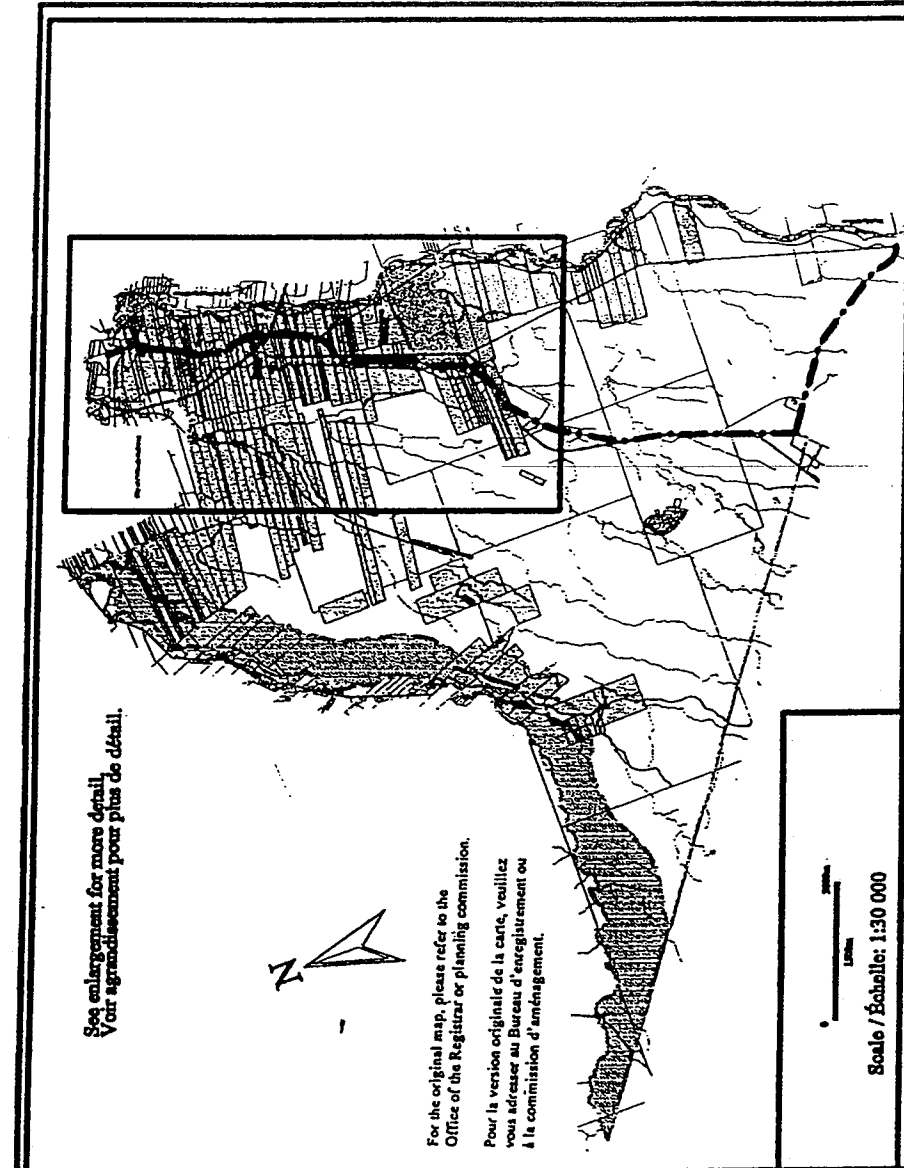 See enlargement for more detail.
Voir agrandissement pour plus de détail.
N
For the original map, please refer to the
Office of the Registrar or planning commission.
Pour la version originale de la carte, veuillez
vous adresser au Bureau d'enregistrement ou
à la commission d'aménagement.
0
Scale / Échelle: 1:30 000